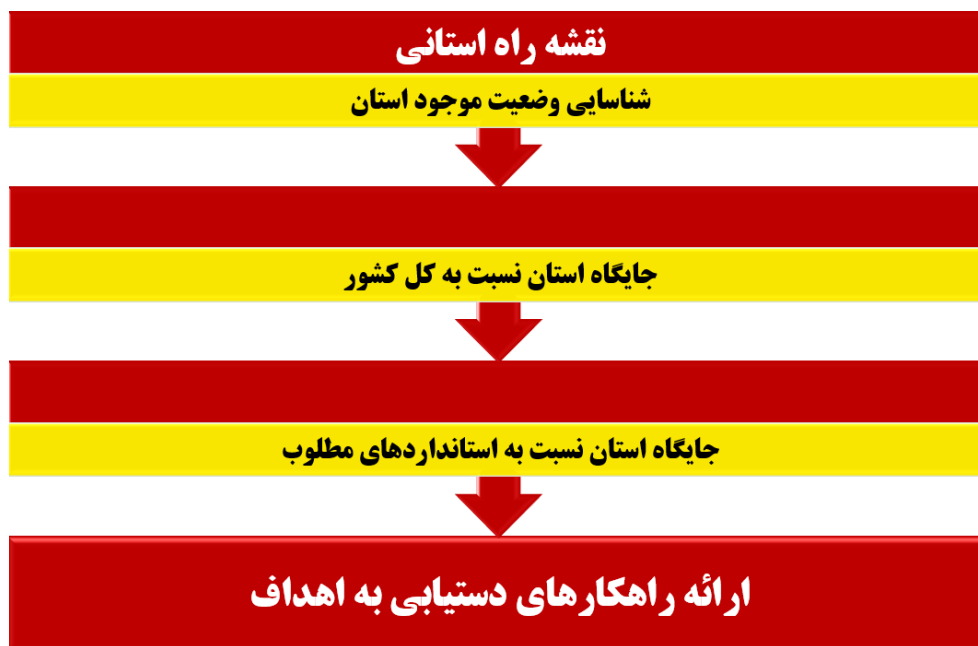 نقشه راه استانی
شناسایی وضعیت موجود استان
جایگاه استان نسبت به کل کشور
جایگاه استان نسبت به استانداردهای مطلوب
ارائه راهکارهای دستیابی به اهداف